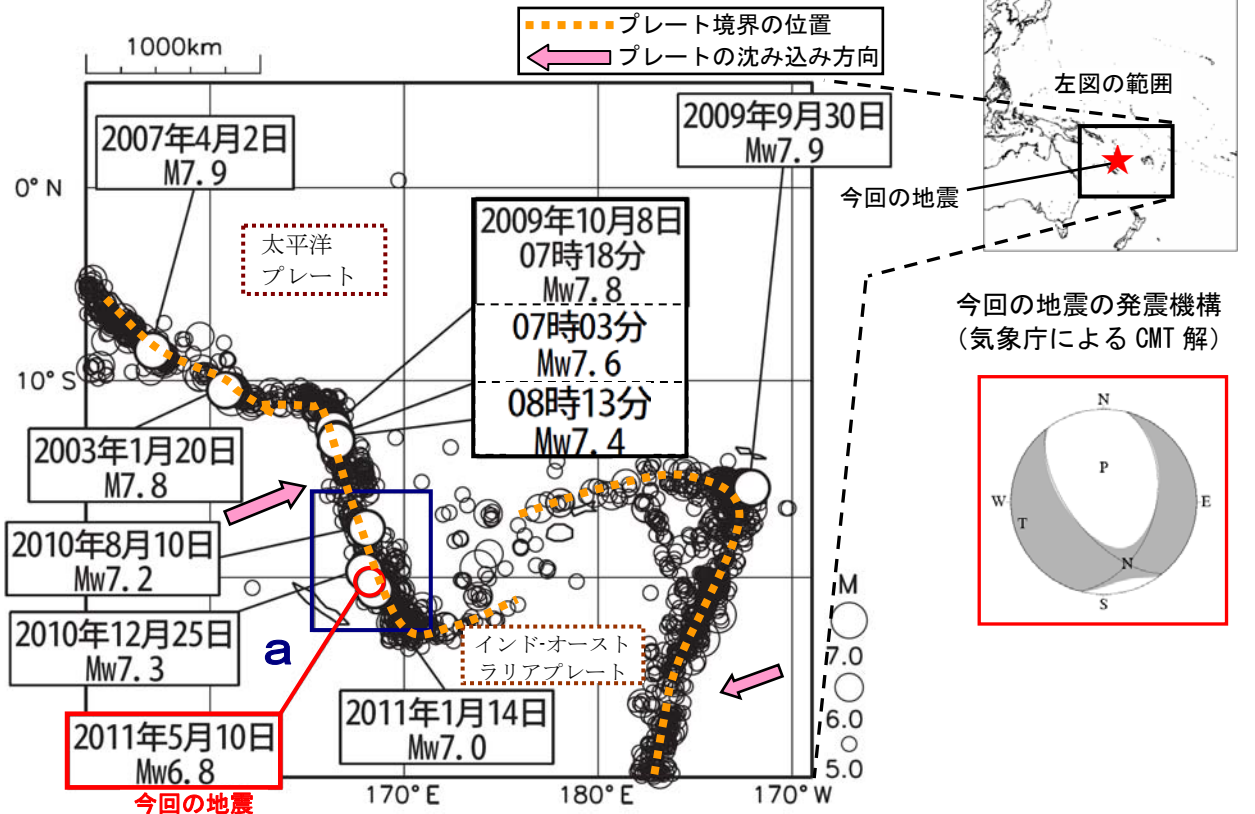 1000km
プレート境界の位置
プレートの沈み込み方向
左図の範囲
今回の地震
2007年4月2日
M7.9
2009年9月30日
Mw7.9
0°N
太平洋
プレート
2009年10月8日
07時18分
Mw7.8
07時03分
Mw7.6
08時13分
Mw7.4
10°S
2003年1月20日
M7.8
2010年8月10日
Mw7.2
2010年12月25日
Mw7.3
a
インド-オースト
ラリアプレート
2011年1月14日
Mw7.0
2011年5月10日
Mw6.8
今回の地震
170°E
180°E
170°W
M
7.0
6.0
5.0
今回の地震の発震機構
（気象庁による CMT 解）
N
P
W
E
T
N
S